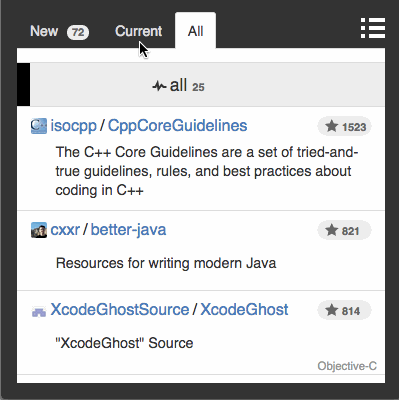 New 72 Current All
all 25
isocpp / CppCoreGuidelines 1523
The C++ Core Guidelines are a set of tried-and-
true guidelines, rules, and best practices about
coding in C++
cxxr / better-java 821
Resources for writing modern Java
XcodeGhostSource / XcodeGhost 814
"XcodeGhost" Source
Objective-C